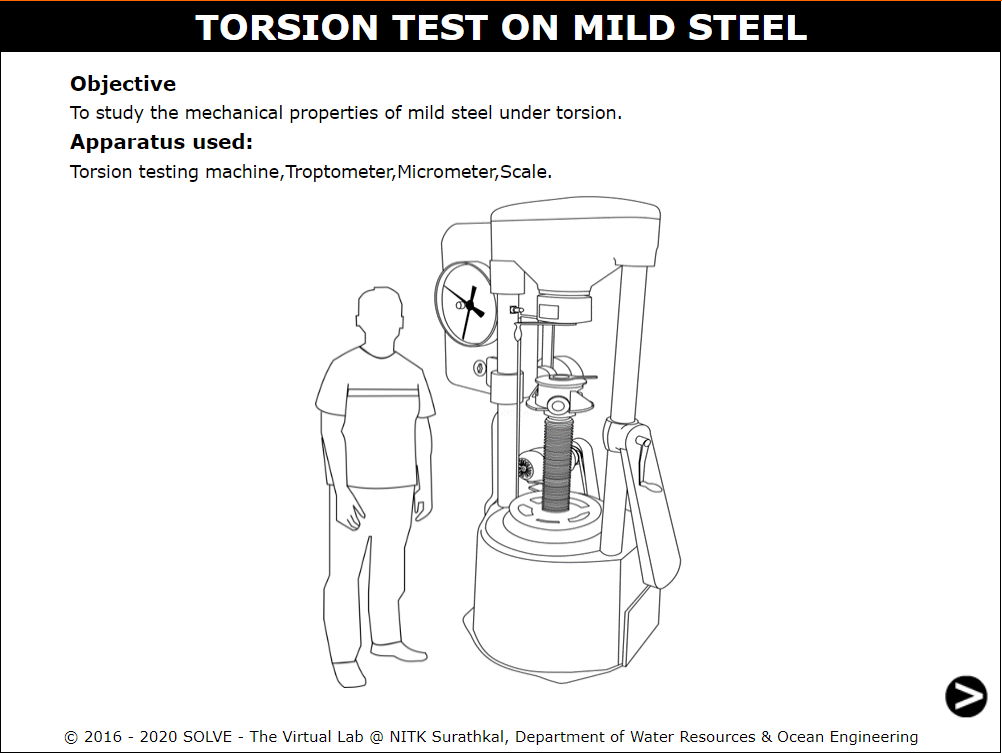 TORSION TEST ON MILD STEEL
Objective
To study the mechanical properties of mild steel under torsion.
Apparatus used:
Torsion testing machine,Troptometer,Micrometer,Scale.
© 2016 - 2020 SOLVE - The Virtual Lab @ NITK Surathkal, Department of Water Resources & Ocean Engineering